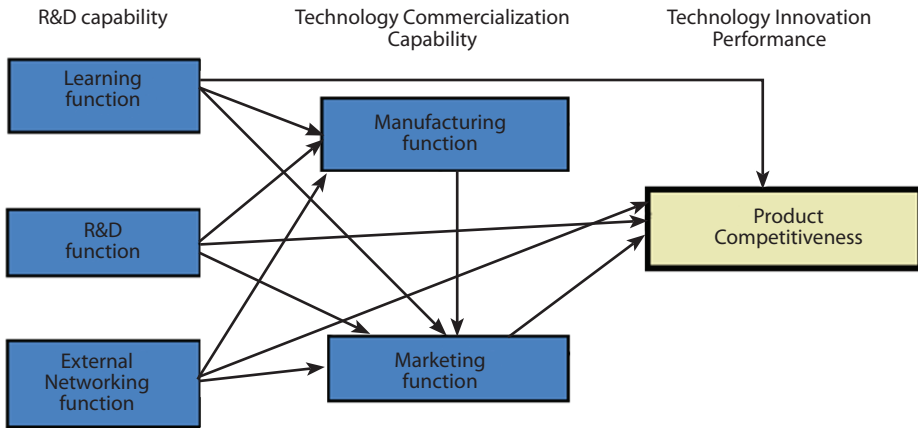 R&D capability
Technology Commercialization
Capability
Technology Innovation
Performance
Learning
function
Manufacturing
function
R&D
function
Product
Competitiveness
External
Networking
function
Marketing
function